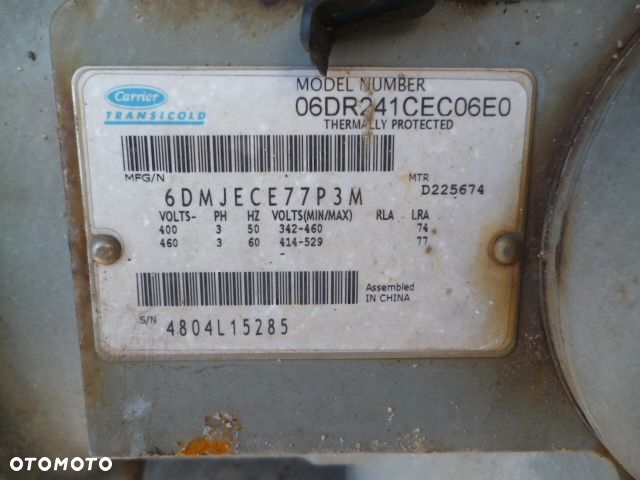 Carrier
TRANSICOLD
MODEL NUMBER
06DR241CEC06E0
THERMALLY PROTECTED
MFG/N
6DMJECE77P3M
MTR
D225674
VOLTS- PH HZ VOLTS(MIN/MAX) RLA LRA
400 3 50 342-460 74
460 3 60 414-529 77
-
S/N
4804L15285
Assembled
IN CHINA
OTOMOTO